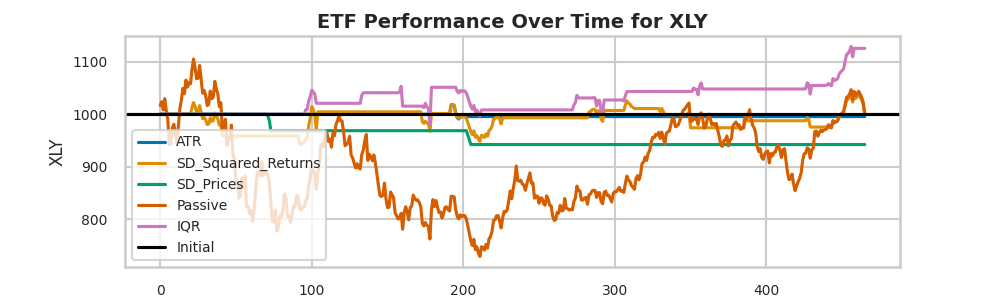 ETF Performance Over Time for XLY
XLY
1100
1000
900
800
ATR
SD_Squared_Returns
SD_Prices
Passive
IQR
Initial
0
100
200
300
400